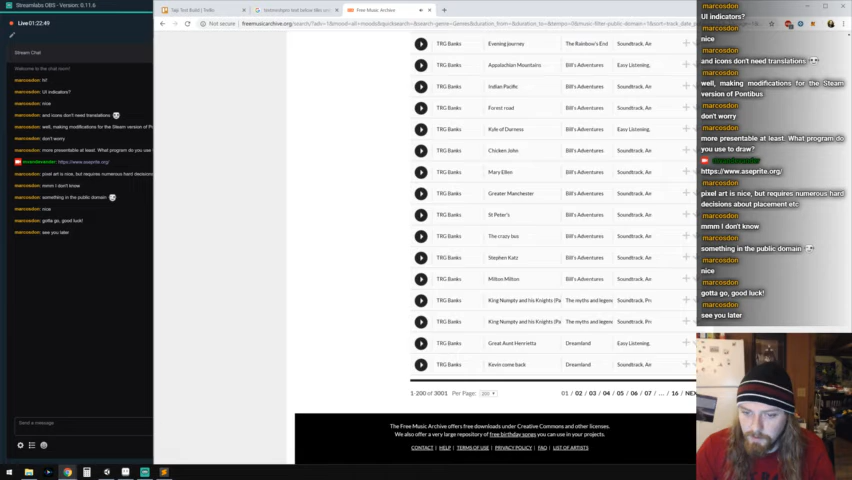 Streamlabs OBS - Version: 0.11.6
Live 01:22:49
Stream Chat
Welcome to the chat room!
marcosdon: hi!
marcosdon: UI indicators?
marcosdon: nice
marcosdon: and icons don't need translations
marcosdon: well, making modifications for the Steam version of P
marcosdon: don't worry
marcosdon: more presentable at least. What program do you use
https://www.aseprite.org/
marcosdon: pixel art is nice, but requires numerous hard decisions
marcosdon: mmm I don't know
marcosdon: something in the public domain
marcosdon: nice
marcosdon: gotta go, good luck!
marcosdon: see you later
Send a message
Free Music Archive
Not secure
TRG Banks Evening journey The Rainbow's End Soundtrack, Am
TRG Banks Appalachian Mountains Bill's Adventures Easy Listening,
TRG Banks Indian Pacific Bill's Adventures Soundtrack, Am
TRG Banks Forest road Bill's Adventures Soundtrack, Am
TRG Banks Kyle of Durness Bill's Adventures Easy Listening,
TRG Banks Chicken John Bill's Adventures Soundtrack, Am
TRG Banks Mary Ellen Bill's Adventures Soundtrack, Am
TRG Banks Greater Manchester Bill's Adventures Soundtrack, Am
TRG Banks St Peter's Bill's Adventures Soundtrack, Am
TRG Banks The crazy bus Bill's Adventures Soundtrack, Am
TRG Banks Stephen Katz Bill's Adventures Soundtrack, Am
TRG Banks Milton Milton Bill's Adventures Soundtrack, Am
TRG Banks King Numpty and his Knights (Pa The myths and legen Soundtrack, Pr
TRG Banks King Numpty and his Knights (Pa The myths and legen Soundtrack, Am
TRG Banks Great Aunt Henrietta Dreamland Easy Listening,
TRG Banks Kevin come back Dreamland Soundtrack, Am
1-200 of 3001 Per Page: 200 01 / 02 / 03 / 04 / 05 / 06 / 07 / ... / 16 / NEX
The Free Music Archive offers free downloads under Creative Commons and other licenses.
We also offer a very large repository of free birthday songs you can use in your projects.
CONTACT | HELP | TERMS OF USE | PRIVACY POLICY | FAQ | LIST OF ARTISTS
marcosdon
UI indicators?
marcosdon
nice
marcosdon
and icons don't need translations
marcosdon
well, making modifications for the Steam
version of Pontibus
marcosdon
don't worry
marcosdon
more presentable at least. What program do
you use to draw?
https://www.aseprite.org/
marcosdon
pixel art is nice, but requires numerous hard
decisions about placement etc
marcosdon
mmm I don't know
marcosdon
something in the public domain
marcosdon
nice
marcosdon
gotta go, good luck!
marcosdon
see you later